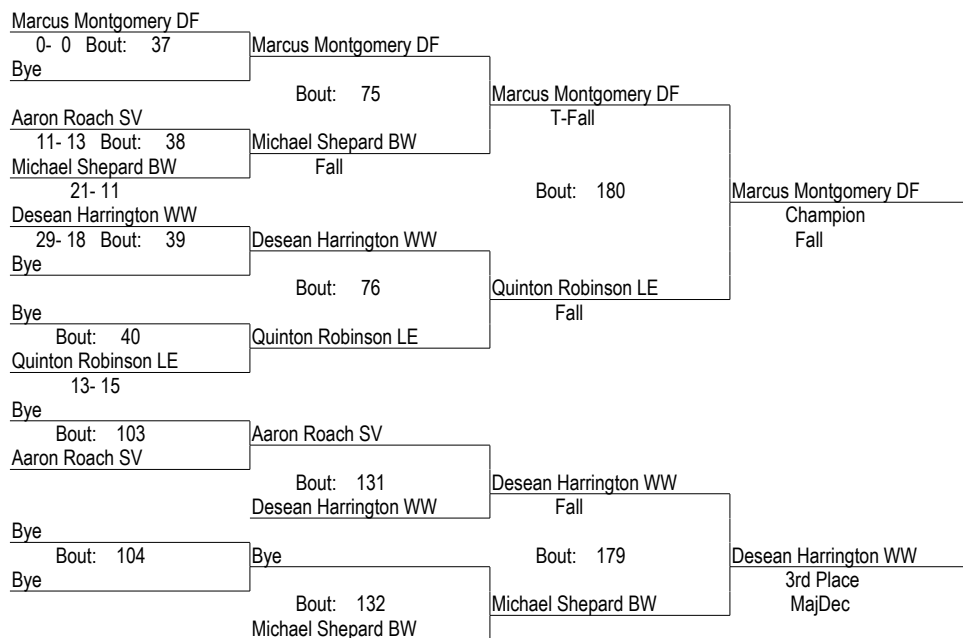 Marcus Montgomery DF
0- 0 Bout: 37 Marcus Montgomery DF
Bye
Bout: 75 Marcus Montgomery DF
Aaron Roach SV T-Fall
11- 13 Bout: 38 Michael Shepard BW
Michael Shepard BW Fall
21- 11 Bout: 180 Marcus Montgomery DF
Desean Harrington WW Champion
29- 18 Bout: 39 Desean Harrington WW Fall
Bye
Bout: 76 Quinton Robinson LE
Bye Fall
Bout: 40 Quinton Robinson LE
Quinton Robinson LE
13- 15
Bye
Bout: 103 Aaron Roach SV
Aaron Roach SV
Bout: 131 Desean Harrington WW
Desean Harrington WW Fall
Bye
Bout: 104 Bye Bout: 179 Desean Harrington WW
Bye 3rd Place
Bout: 132 Michael Shepard BW MajDec
Michael Shepard BW